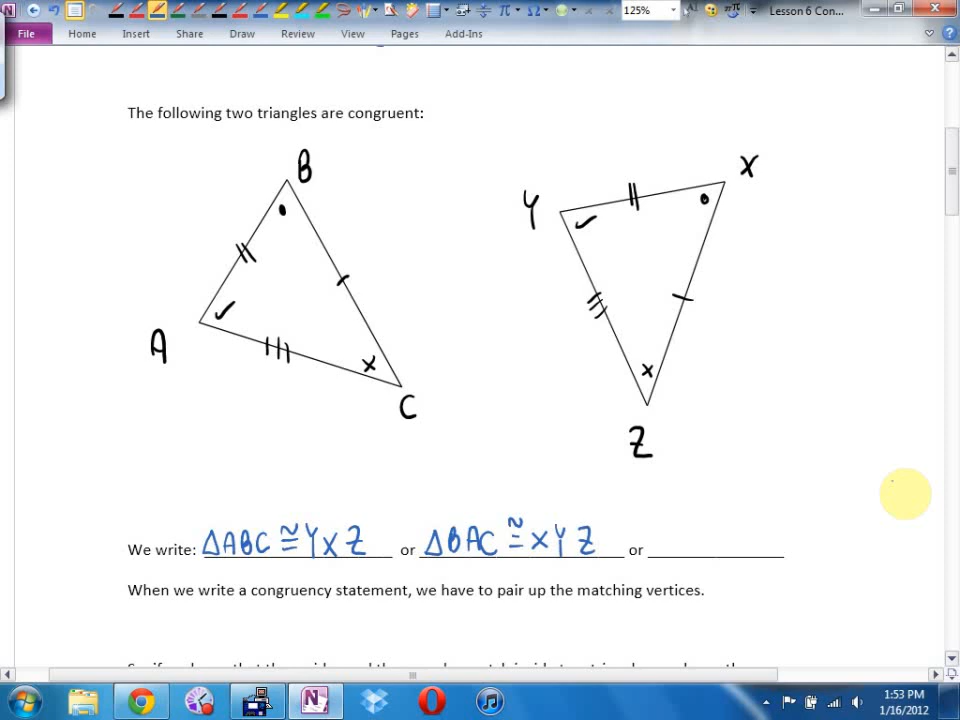 125%
Lesson 6 Con...
File Home Insert Share Draw Review View Pages Add-Ins
The following two triangles are congruent:
B
X
Y
A
C
Z
We write: ΔABC ≅ YXZ or ΔBAC ≅ XYZ or
When we write a congruency statement, we have to pair up the matching vertices.
1:53 PM
1/16/2012